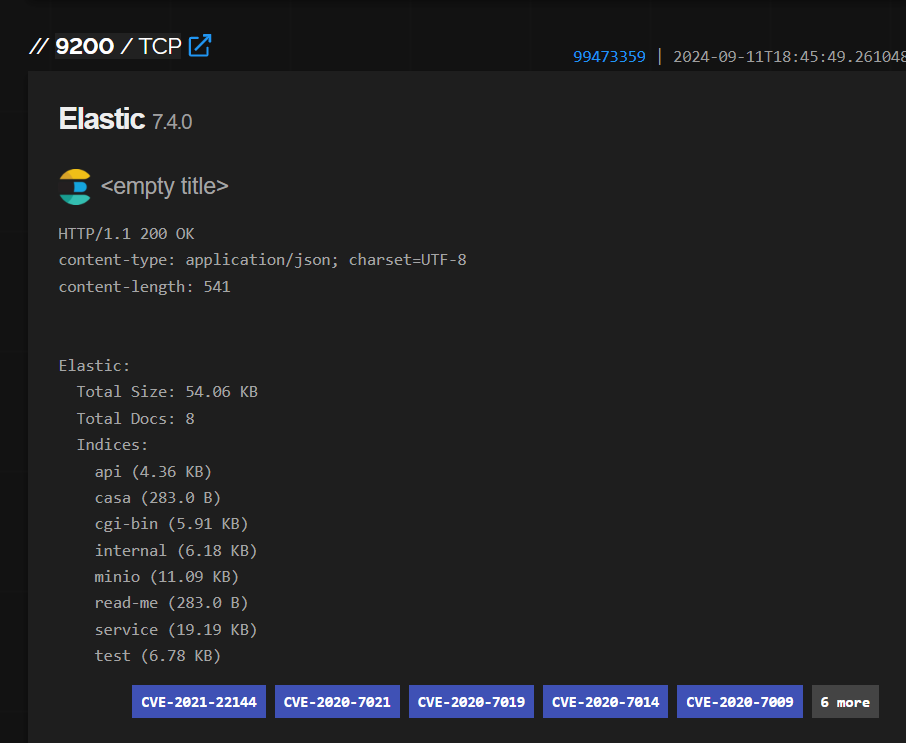 // 9200 / TCP
99473359 | 2024-09-11T18:45:49.261048
Elastic 7.4.0
<empty title>
HTTP/1.1 200 OK
content-type: application/json; charset=UTF-8
content-length: 541
Elastic:
Total Size: 54.06 KB
Total Docs: 8
Indices:
api (4.36 KB)
casa (283.0 B)
cgi-bin (5.91 KB)
internal (6.18 KB)
minio (11.09 KB)
read-me (283.0 B)
service (19.19 KB)
test (6.78 KB)
CVE-2021-22144 CVE-2020-7021 CVE-2020-7019 CVE-2020-7014 CVE-2020-7009 6 more